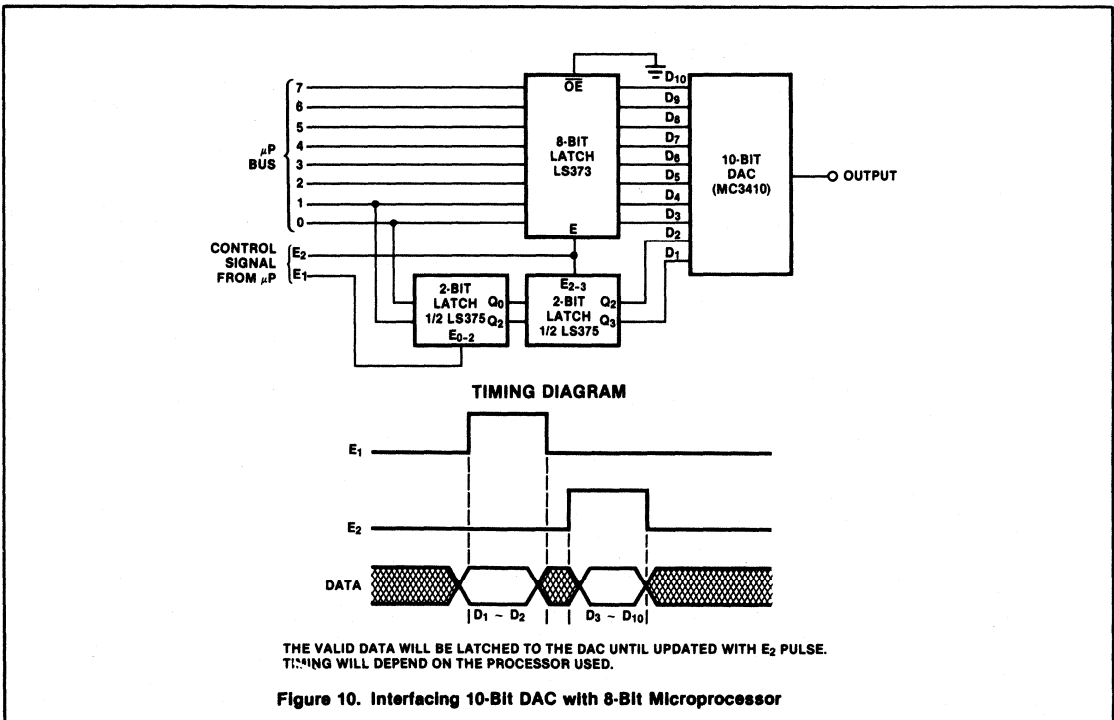 7
6
5
4
3
2
1
0
μP
BUS
CONTROL
SIGNAL
FROM μP
E2
E1
OE
8-BIT
LATCH
LS373
E
D10
D9
D8
D7
D6
D5
D4
D3
D2
D1
10-BIT
DAC
(MC3410)
OUTPUT
2-BIT
LATCH
1/2 LS375
E0-2
Q0
Q2
E2-3
2-BIT
LATCH
1/2 LS375
Q2
Q3
TIMING DIAGRAM
E1
E2
DATA
D1 ~ D2
D3 ~ D10
THE VALID DATA WILL BE LATCHED TO THE DAC UNTIL UPDATED WITH E2 PULSE.
TIMING WILL DEPEND ON THE PROCESSOR USED.
Figure 10. Interfacing 10-Bit DAC with 8-Bit Microprocessor